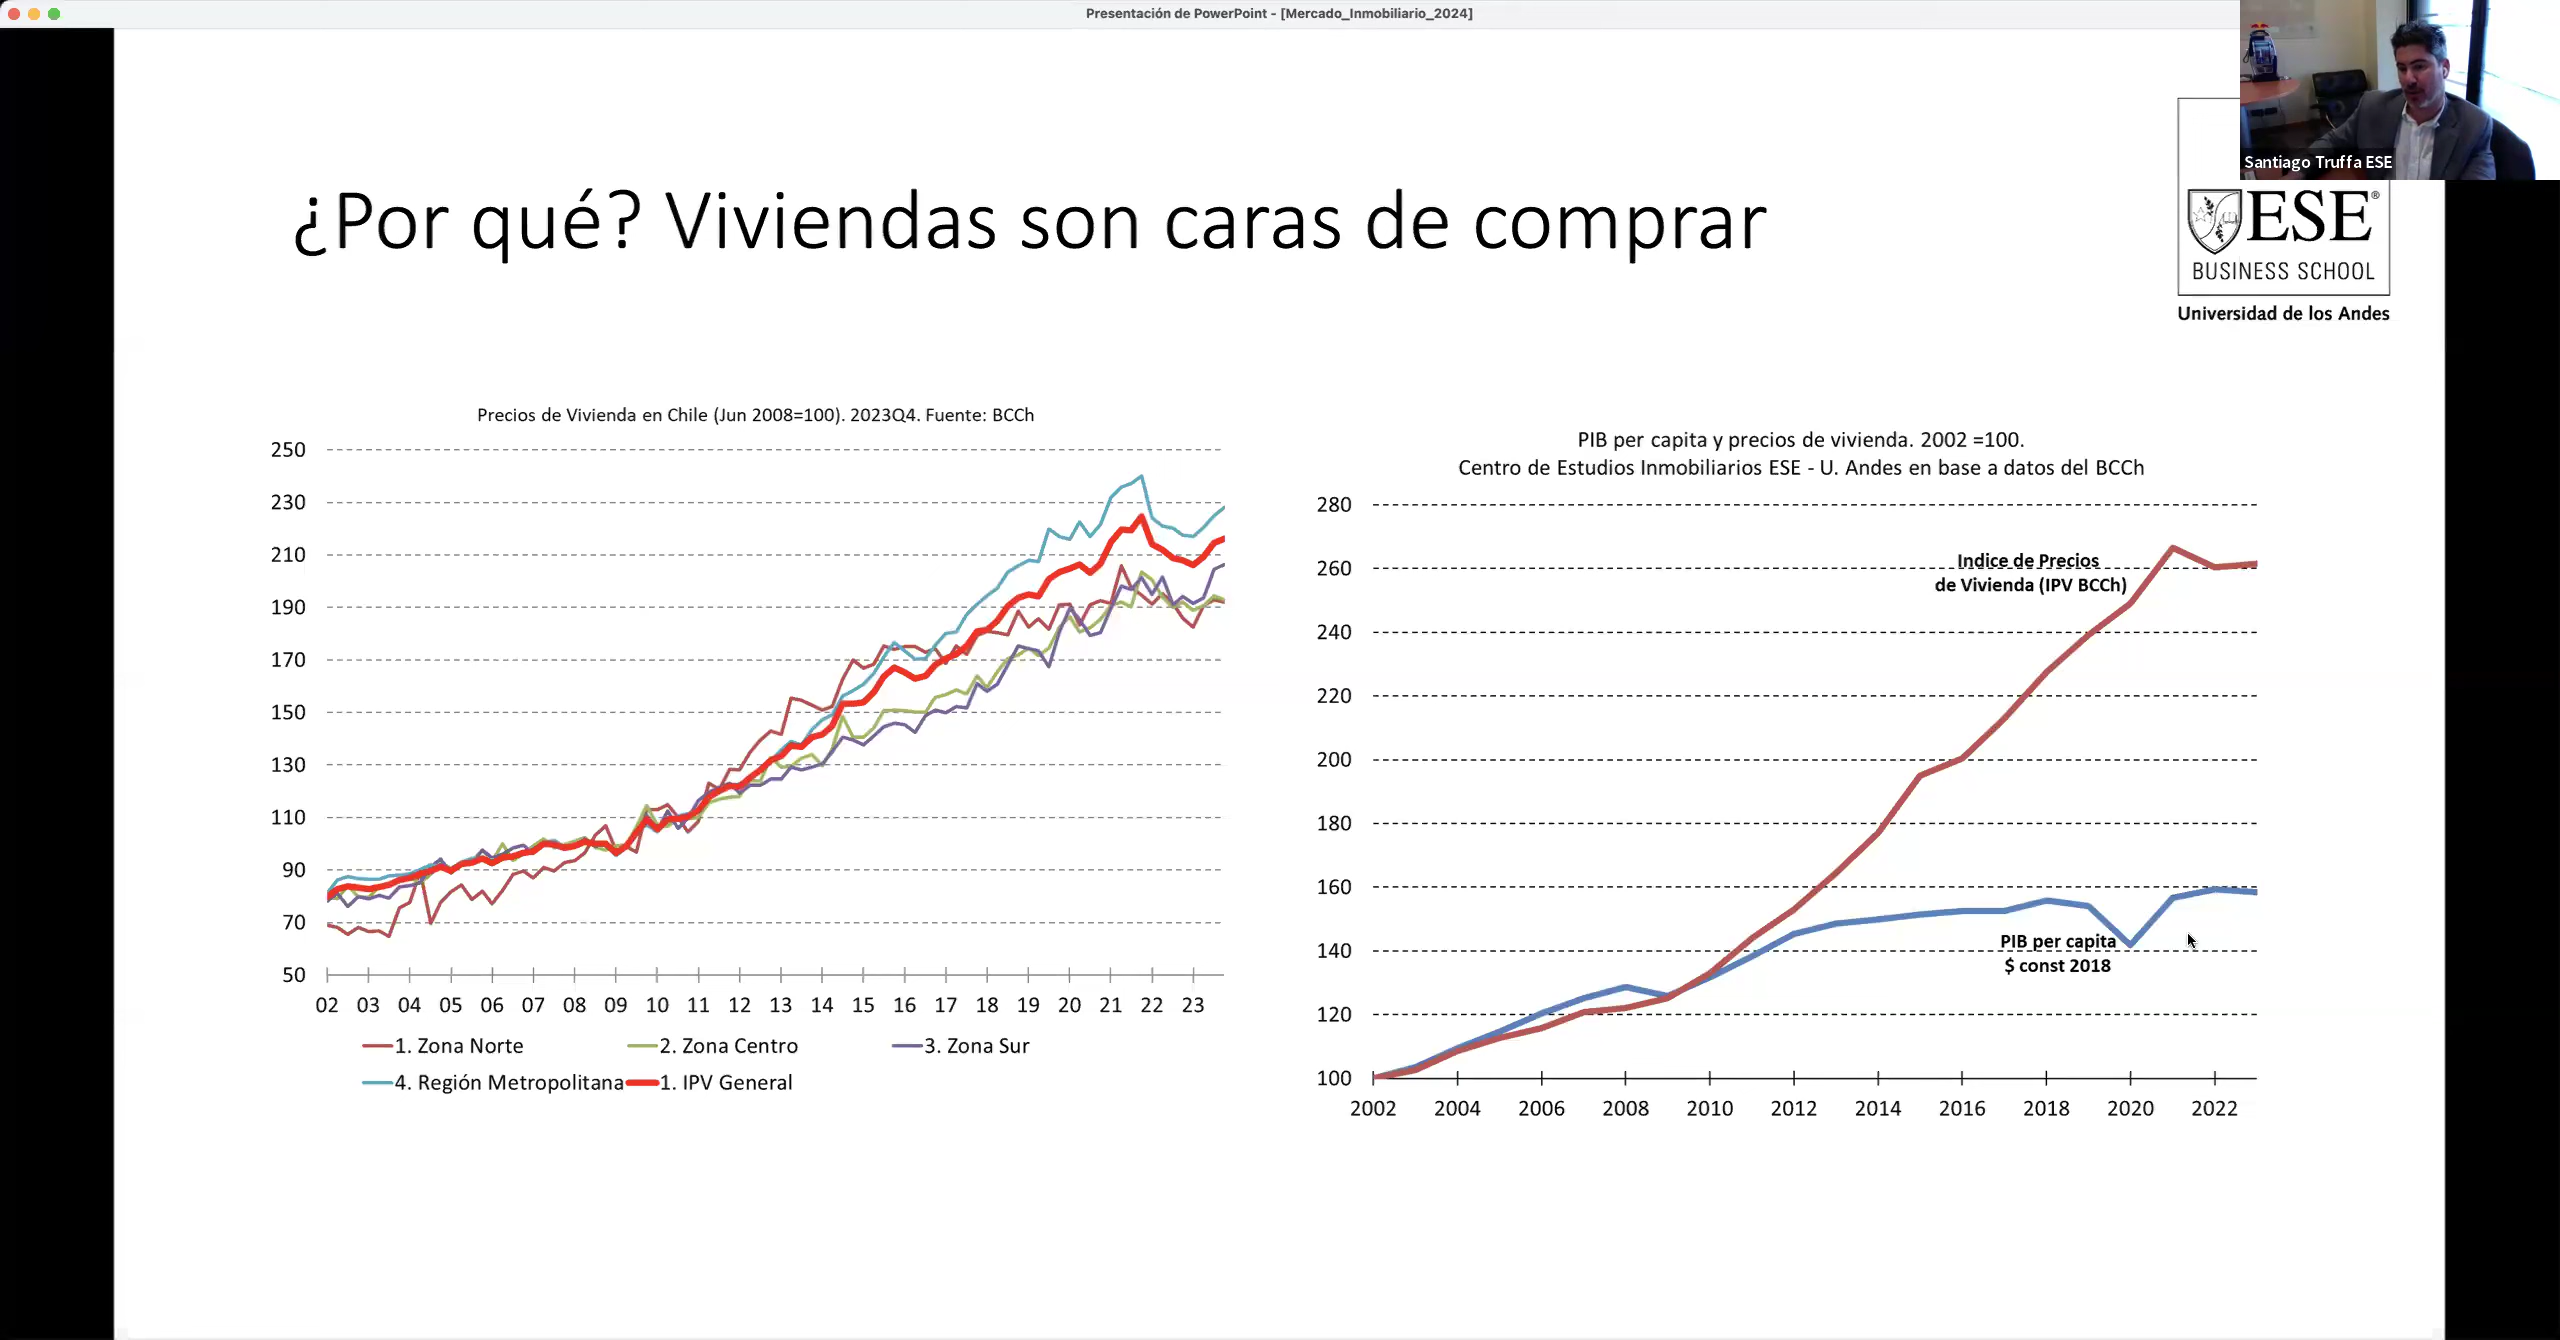 Presentación de PowerPoint - [Mercado_Inmobiliario_2024]
Santiago Truffa ESE
¿Por qué? Viviendas son caras de comprar
ESE®
BUSINESS SCHOOL
Universidad de los Andes
Precios de Vivienda en Chile (Jun 2008=100). 2023Q4. Fuente: BCCh
250
230
210
190
170
150
130
110
90
70
50
02 03 04 05 06 07 08 09 10 11 12 13 14 15 16 17 18 19 20 21 22 23
1. Zona Norte 2. Zona Centro 3. Zona Sur
4. Región Metropolitana 1. IPV General
PIB per capita y precios de vivienda. 2002 =100.
Centro de Estudios Inmobiliarios ESE - U. Andes en base a datos del BCCh
280
260
240
220
200
180
160
140
120
100
Indice de Precios
de Vivienda (IPV BCCh)
PIB per capita
$ const 2018
2002 2004 2006 2008 2010 2012 2014 2016 2018 2020 2022